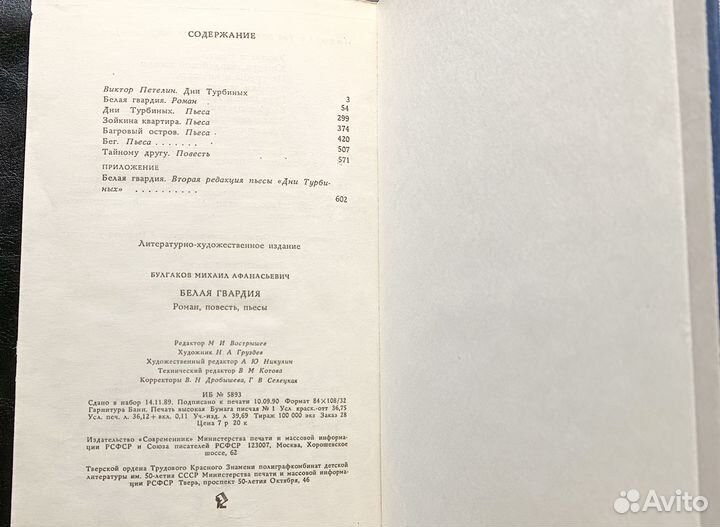 СОДЕРЖАНИЕ
Виктор Петелин. Дни Турбиных
Белая гвардия. Роман . 3
Дни Турбиных. Пьеса 54
Зойкина квартира. Пьеса 299
Багровый остров. Пьеса . 374
Бег. Пьеса . . . . . . . 420
Тайному другу. Повесть 507
571
ПРИЛОЖЕНИЕ
Белая гвардия. Вторая редакция пьесы «Дни Турби-
ных» . . . . . . . . . . 602
Литературно-художественное издание
БУЛГАКОВ МИХАИЛ АФАНАСЬЕВИЧ
БЕЛАЯ ГВАРДИЯ
Роман, повесть, пьесы
Редактор М И Вострышев
Художник Н А Груздев
Художественный редактор А Ю Никулин
Технический редактор В М Котова
Корректоры В. Н Дробышева, Г В Селецкая
ИБ № 5893
Сдано в набор 14.11.89. Подписано к печати 10.09.90 Формат 84×108/32
Гарнитура Банн. Печать высокая Бумага писчая № 1 Усл краск.-отт 36,75
Усл. печ л. 36,12+ вкл. 0,11 Уч.-изд л 39,69 Тираж 100 000 экз Заказ 28
Цена 7 р 20 к
Издательство «Современник» Министерства печати и массовой информа-
ции РСФСР и Союза писателей РСФСР 123007, Москва, Хорошевское
шоссе, 62
Тверской ордена Трудового Красного Знамени полиграфкомбинат детской
литературы им. 50-летия СССР Министерства печати и массовой инфор-
мации РСФСР Тверь, проспект 50-летия Октября, 46
Avito